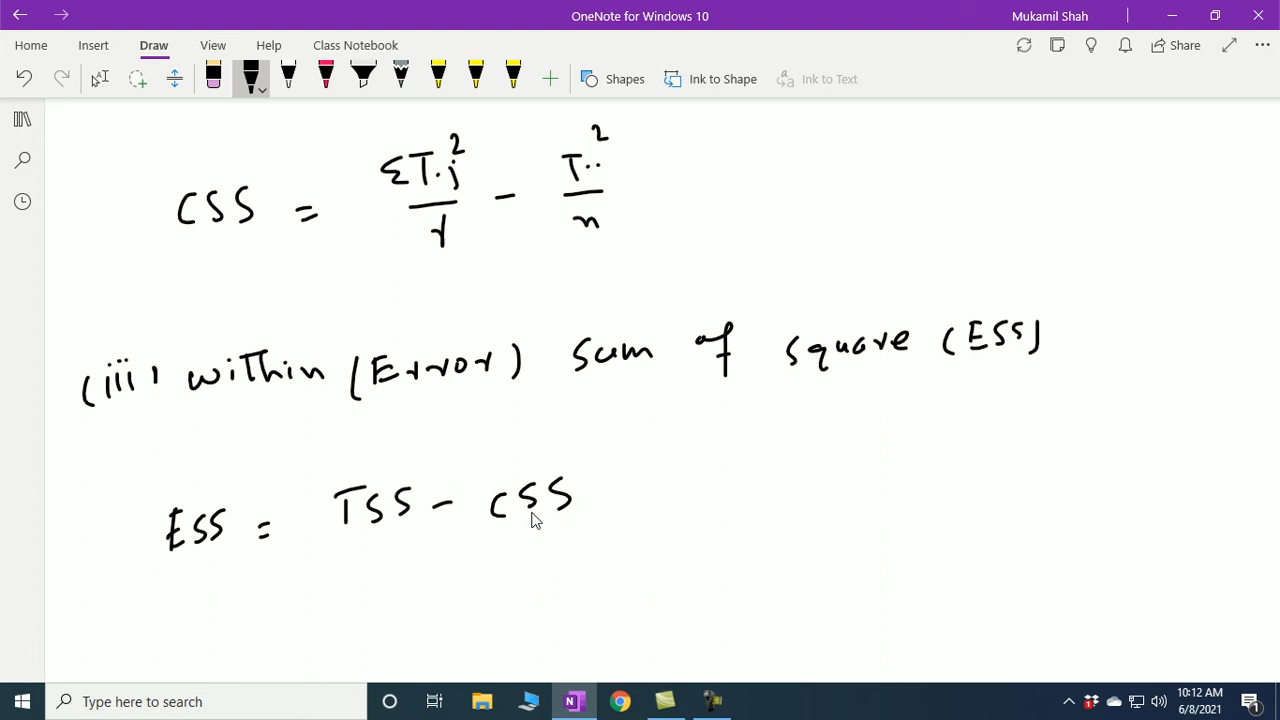 OneNote for Windows 10
Mukamil Shah
Home Insert Draw View Help Class Notebook
Share
Shapes Ink to Shape Ink to Text
CSS = ΣT.j² / r - T..² / n
(iii) within (Error) sum of square (ESS)
ESS = TSS - CSS
Type here to search
10:12 AM
6/8/2021